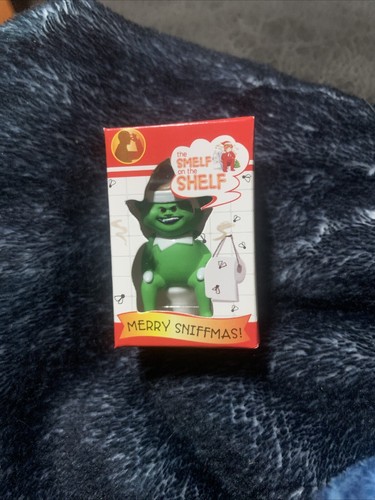 the
SMELF
on the
SHELF
MERRY SNIFFMAS!